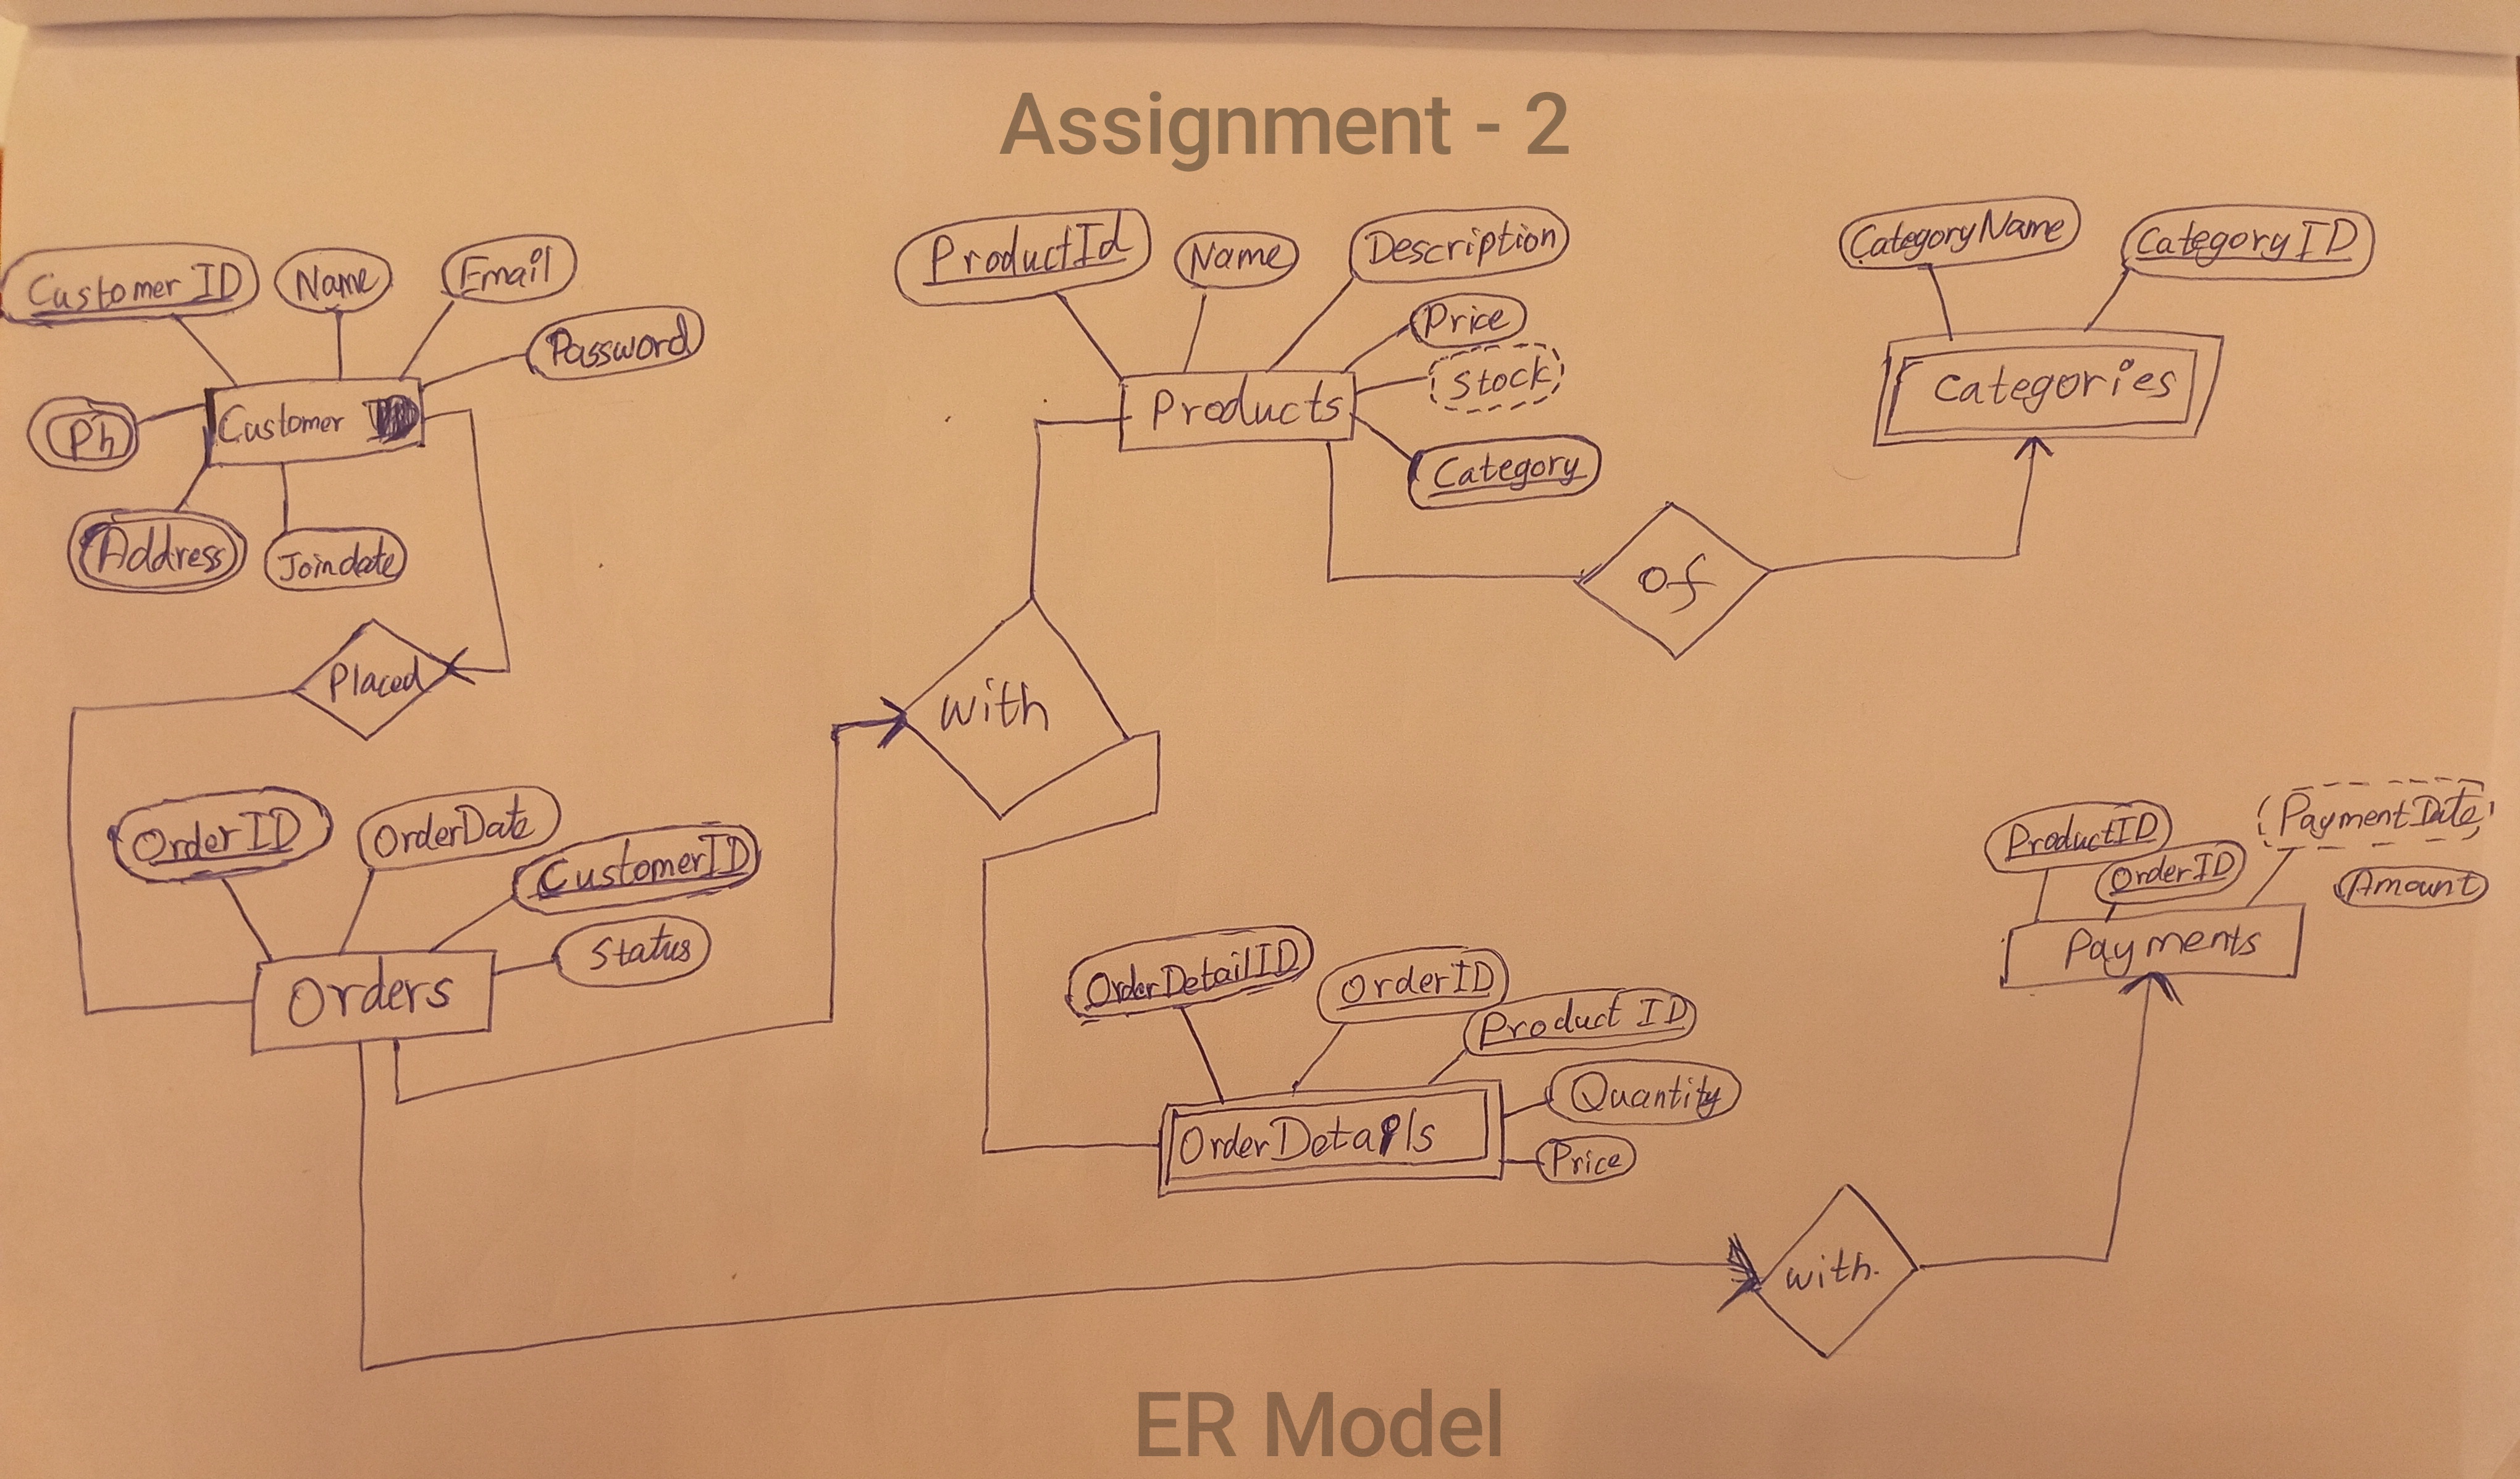 Assignment - 2
Customer ID
Name
Email
Password
Ph
Customer
Address
Joindate
Placed
ProductId
Name
Description
Price
Stock
Products
Category
CategoryName
CategoryID
Categories
of
with
OrderID
OrderDate
CustomerID
Status
Orders
OrderDetailID
OrderID
Product ID
Quantity
OrderDetails
Price
ProductID
OrderID
PaymentDate
Amount
Payments
with.
ER Model